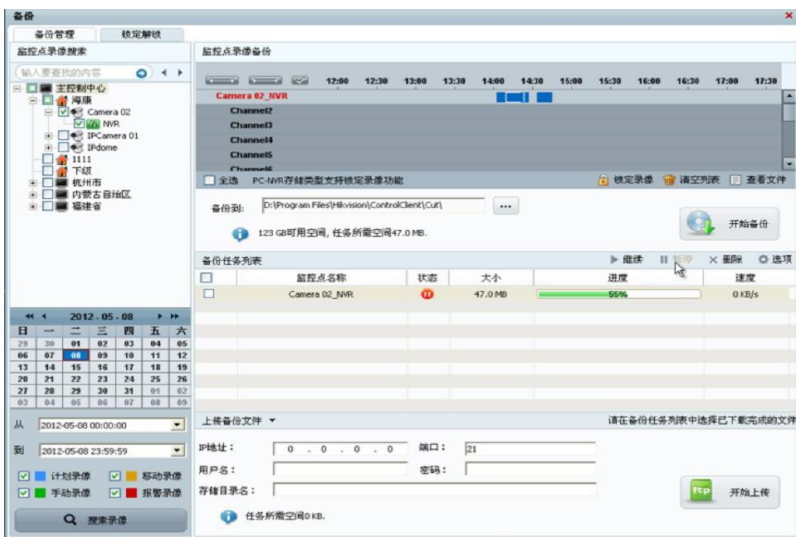 备份
备份管理 锁定解锁
监控点录像搜索
输入要查找的内容
主控制中心
海康
Camera 02
NVR
IPCamera 01
IPdome
1111
下级
杭州市
内蒙古自治区
福建省
2012 - 05 - 08
日 一 二 三 四 五 六
29 30 01 02 03 04 05
06 07 08 09 10 11 12
13 14 15 16 17 18 19
20 21 22 23 24 25 26
27 28 29 30 31 01 02
03 04 05 06 07 08 09
从 2012-05-08 00:00:00
到 2012-05-08 23:59:59
计划录像 移动录像
手动录像 报警录像
搜索录像
监控点录像备份
12:00 12:30 13:00 13:30 14:00 14:30 15:00 15:30 16:00 16:30 17:00 17:30
Camera 02_NVR
Channel2
Channel3
Channel4
Channel5
Channel6
全选 PC-NVR存储类型支持锁定录像功能 锁定录像 清空列表 查看文件
备份到: D:\Program Files\Hikvision\ControlClient\Cut\ ...
开始备份
123 GB可用空间, 任务所需空间47.0 MB.
备份任务列表 继续 暂停 删除 选项
监控点名称 状态 大小 进度 速度
Camera 02_NVR 47.0 MB 55% 0 KB/s
上传备份文件 请在备份任务列表中选择已下载完成的文件
IP地址: 0 . 0 . 0 . 0 端口: 21
用户名: 密码:
存储目录名:
ftp 开始上传
任务所需空间0 KB.